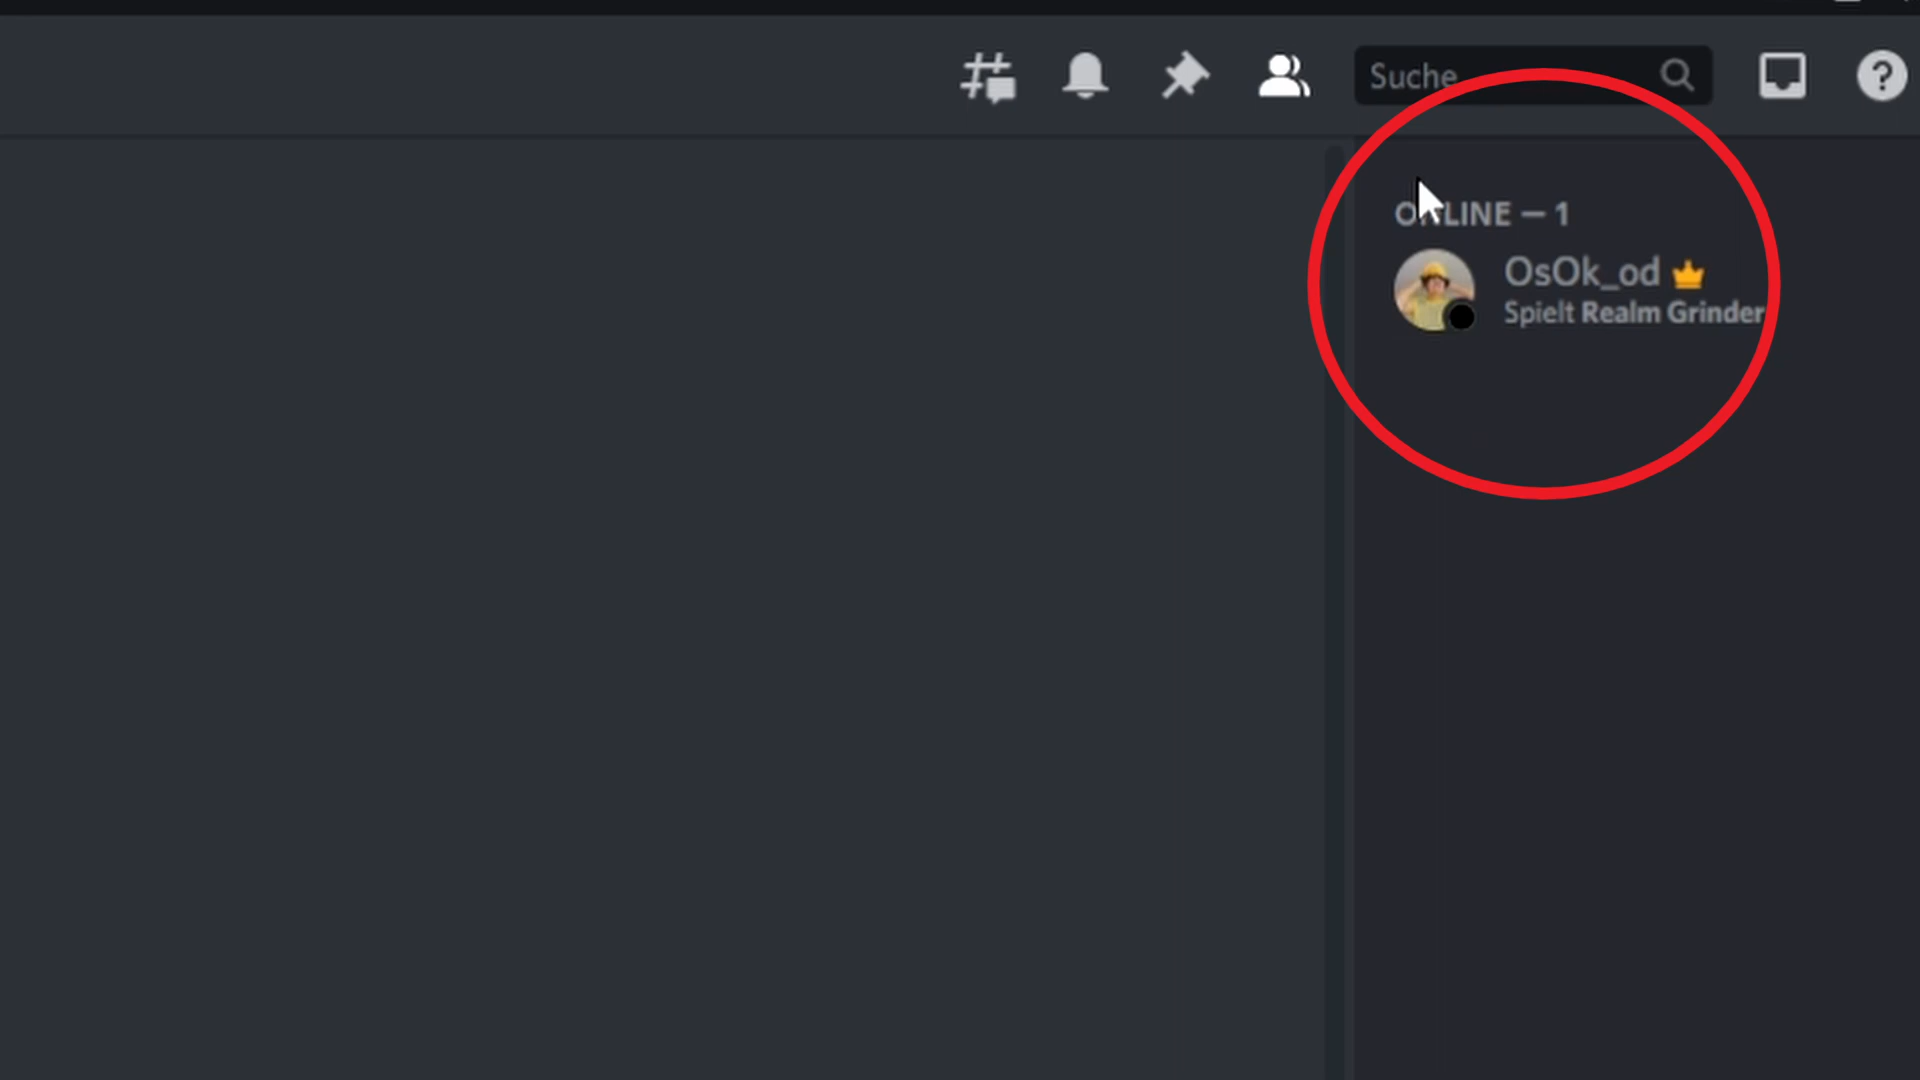 Suche
ONLINE — 1
OsOk_od
Spielt Realm Grinder